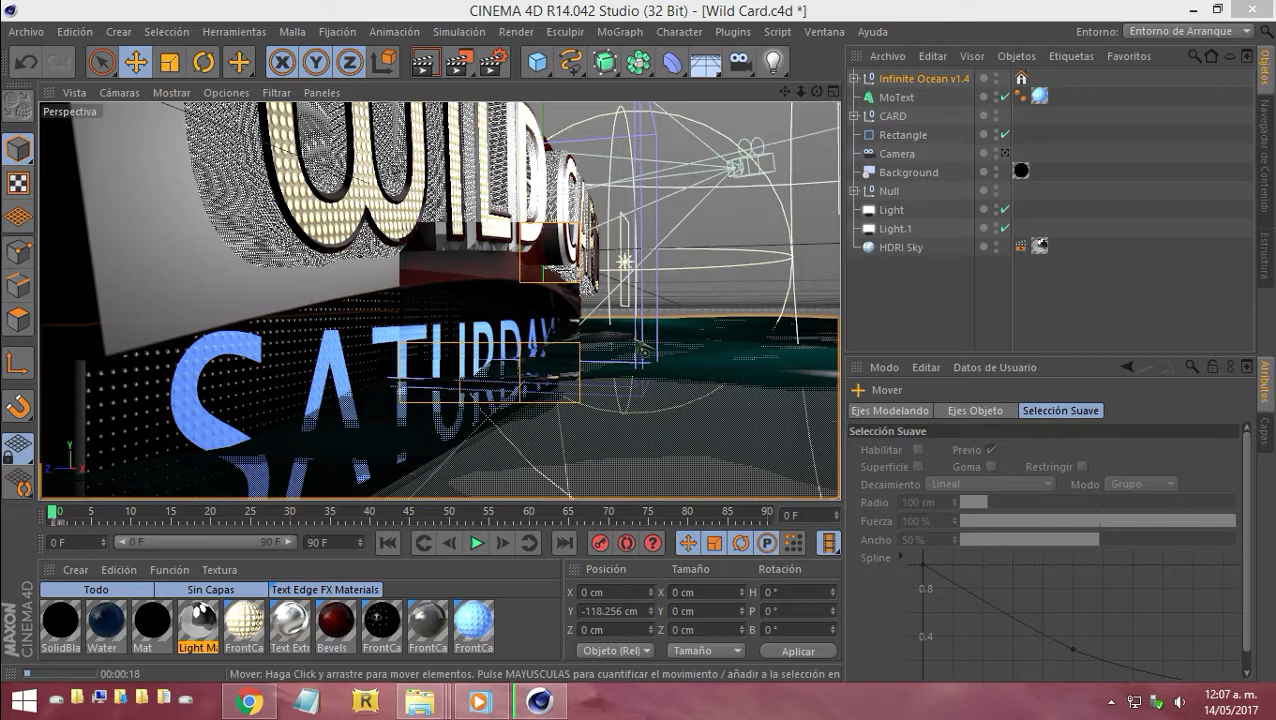 CINEMA 4D R14.042 Studio (32 Bit) - [Wild Card.c4d *]
Archivo Edición Crear Selección Herramientas Malla Fijación Animación Simulación Render Esculpir MoGraph Character Plugins Script Ventana Ayuda Entorno: Entorno de Arranque
X Y Z
Vista Cámaras Mostrar Opciones Filtrar Paneles
Perspectiva
WILD
SATURDAY
Y
Z X
Archivo Editar Visor Objetos Etiquetas Favoritos
Infinite Ocean v1.4
MoText
CARD
Rectangle
Camera
Background
Null
Light
Light.1
HDRI Sky
Objetos
Navegador de Contenido
Estructura
Atributos
Capas
Modo Editar Datos de Usuario
Mover
Ejes Modelando Ejes Objeto Selección Suave
Selección Suave
Habilitar Previo
Superficie Goma Restringir
Decaimiento Lineal Modo Grupo
Radio 100 cm
Fuerza 100 %
Ancho 50 %
Spline
0.8
0.4
0 5 10 15 20 25 30 35 40 45 50 55 60 65 70 75 80 85 90 0 F
0 F 0 F 90 F 90 F
Crear Edición Función Textura
Todo Sin Capas Text Edge FX Materials
SolidBla Water Mat Light M FrontCa Text Extr Bevels FrontCa FrontCa FrontCa
Posición Tamaño Rotación
X 0 cm X 0 cm H 0 °
Y -118.256 cm Y 0 cm P 0 °
Z 0 cm Z 0 cm B 0 °
Objeto (Rel) Tamaño Aplicar
MAXON
CINEMA 4D
00:00:18 Mover: Haga Click y arrastre para mover elementos. Pulse MAYUSCULAS para cuantificar el movimiento / añadir a la selección en
12:07 a. m.
14/05/2017